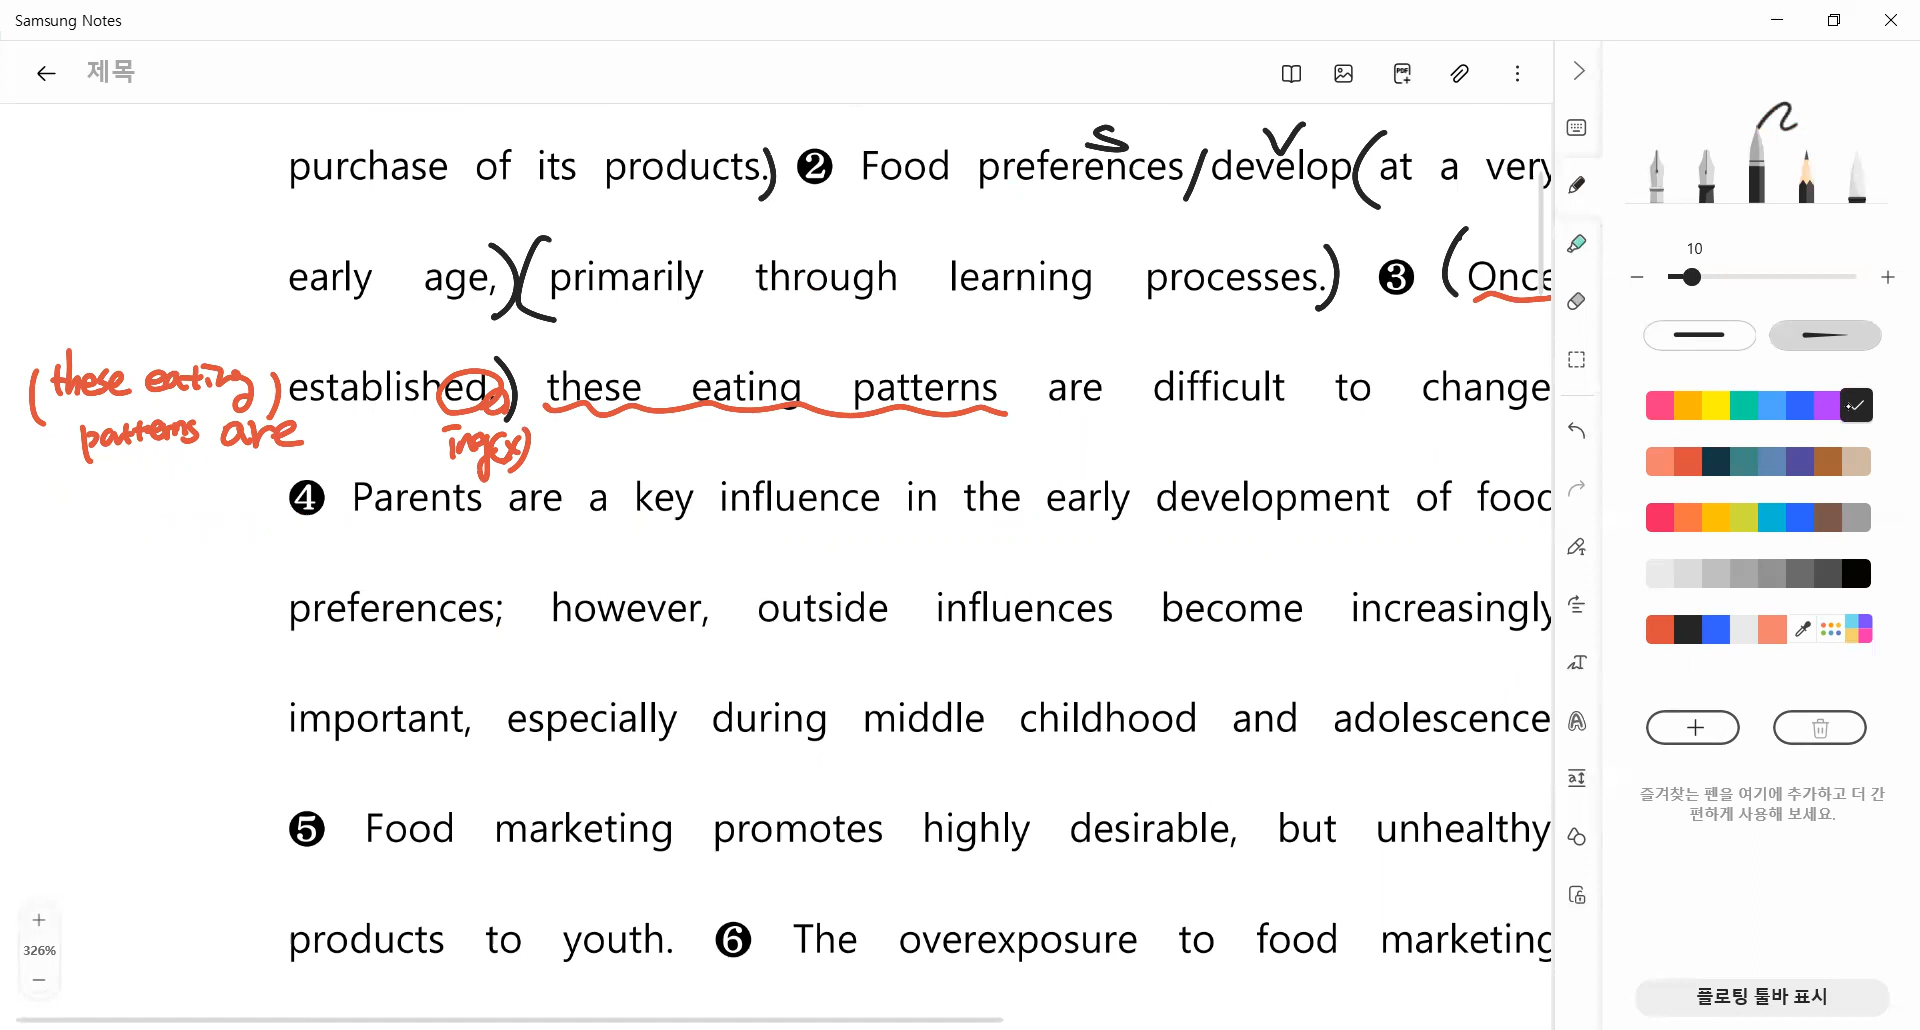 Samsung Notes
제목
S V
purchase of its products.) ❷ Food preferences/develop(at a very
early age,)(primarily through learning processes.) ❸ (Once
(these eating) established,) these eating patterns are difficult to change
patterns are ing(x)
❹ Parents are a key influence in the early development of food
preferences; however, outside influences become increasingly
important, especially during middle childhood and adolescence
❺ Food marketing promotes highly desirable, but unhealthy
products to youth. ❻ The overexposure to food marketing
326%
PDF
10
즐겨찾는 펜을 여기에 추가하고 더 간
편하게 사용해 보세요.
플로팅 툴바 표시